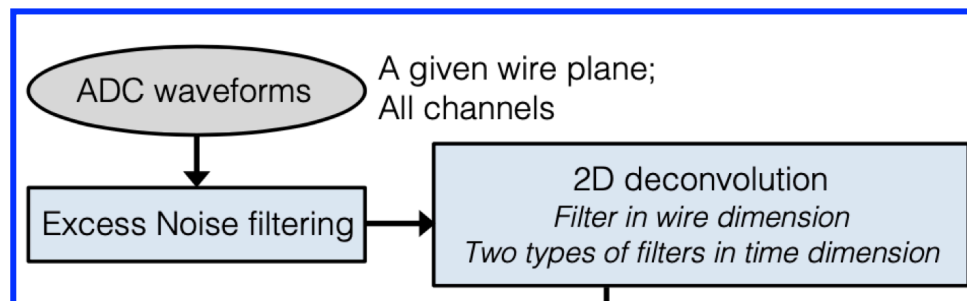 ADC waveforms
A given wire plane;
All channels
Excess Noise filtering
2D deconvolution
Filter in wire dimension
Two types of filters in time dimension